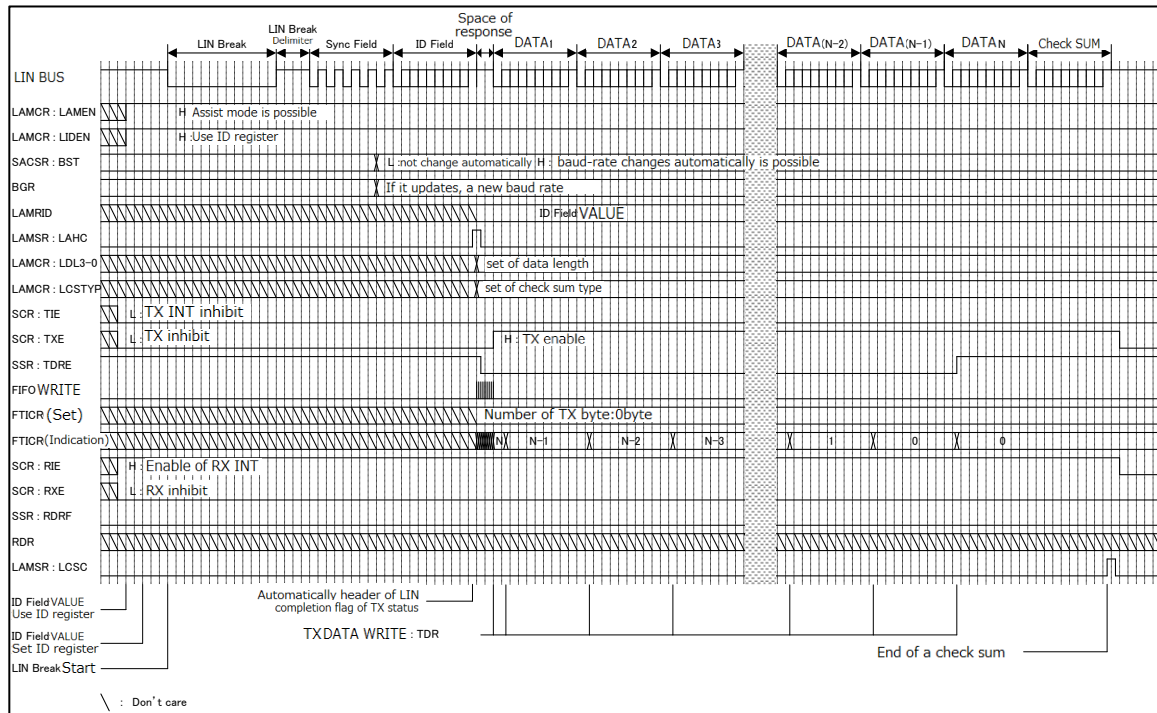 Space of
response
LIN Break
LIN Break
Delimiter
Sync Field
ID Field
DATA1
DATA2
DATA3
DATA(N-2)
DATA(N-1)
DATA N
Check SUM
LIN BUS
LAMCR : LAMEN
H Assist mode is possible
LAMCR : LIDEN
H :Use ID register
SACSR : BST
L :not change automatically H : baud-rate changes automatically is possible
BGR
If it updates, a new baud rate
LAMRID
ID Field VALUE
LAMSR : LAHC
LAMCR : LDL3-0
set of data length
LAMCR : LCSTYP
set of check sum type
SCR : TIE
L : TX INT inhibit
SCR : TXE
L : TX inhibit
H : TX enable
SSR : TDRE
FIFO WRITE
FTICR (Set)
Number of TX byte:0byte
FTICR(Indication)
N
N-1
N-2
N-3
1
0
0
SCR : RIE
H : Enable of RX INT
SCR : RXE
L : RX inhibit
SSR : RDRF
RDR
LAMSR : LCSC
ID Field VALUE
Use ID register
Automatically header of LIN
completion flag of TX status
ID Field VALUE
Set ID register
TXDATA WRITE : TDR
End of a check sum
LIN Break Start
: Don't care